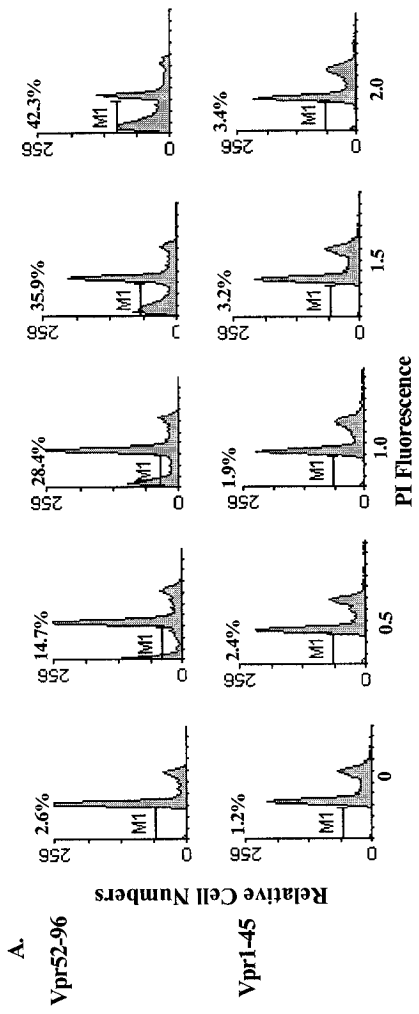 A.
Vpr52-96
2.6%
14.7%
28.4%
35.9%
42.3%
256
256
256
256
256
M1
M1
M1
M1
M1
0
0
0
0
0
Relative Cell Numbers
Vpr1-45
1.2%
2.4%
1.9%
3.2%
3.4%
256
256
256
256
256
M1
M1
M1
M1
M1
0
0
0
0
0
0
0.5
1.0
1.5
2.0
PI Fluorescence